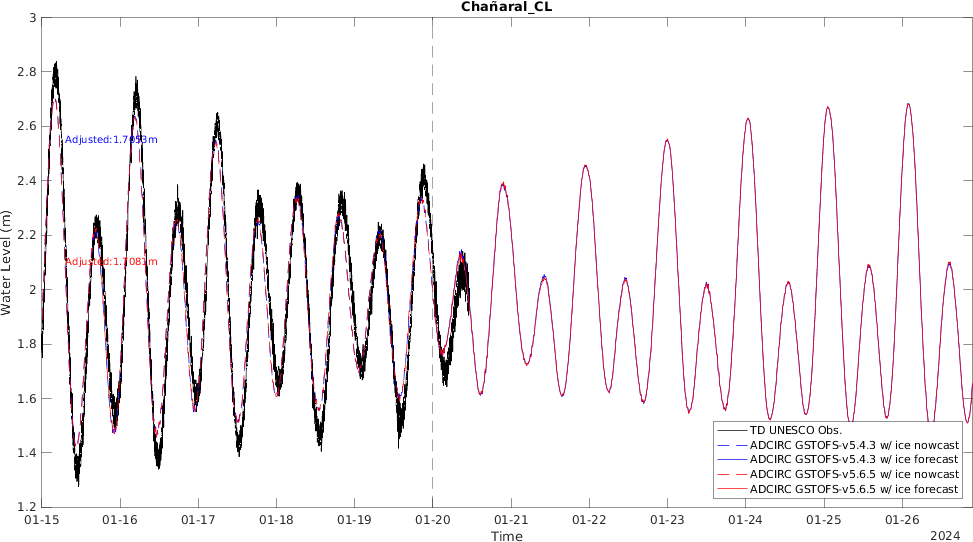 Chañaral_CL
3
2.8
2.6
2.4
2.2
2
1.8
1.6
1.4
1.2
Water Level (m)
Adjusted:1.7953m
Adjusted:1.7081m
TD UNESCO Obs.
ADCIRC GSTOFS-v5.4.3 w/ ice nowcast
ADCIRC GSTOFS-v5.4.3 w/ ice forecast
ADCIRC GSTOFS-v5.6.5 w/ ice nowcast
ADCIRC GSTOFS-v5.6.5 w/ ice forecast
01-15 01-16 01-17 01-18 01-19 01-20 01-21 01-22 01-23 01-24 01-25 01-26
Time
2024